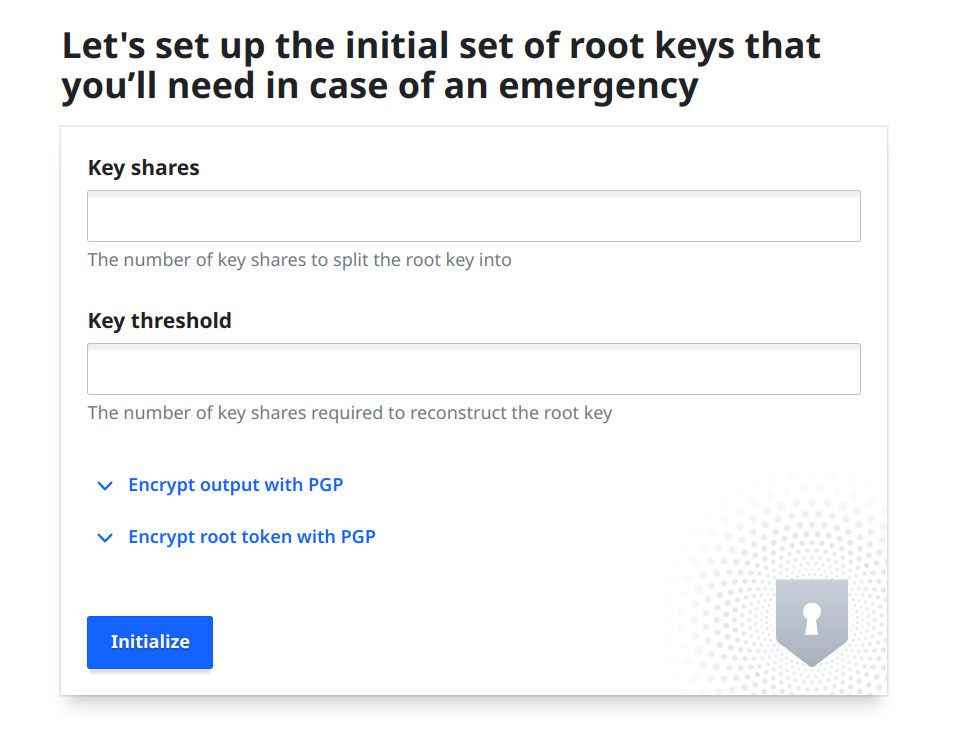 Let's set up the initial set of root keys that
you’ll need in case of an emergency
Key shares
The number of key shares to split the root key into
Key threshold
The number of key shares required to reconstruct the root key
Encrypt output with PGP
Encrypt root token with PGP
Initialize